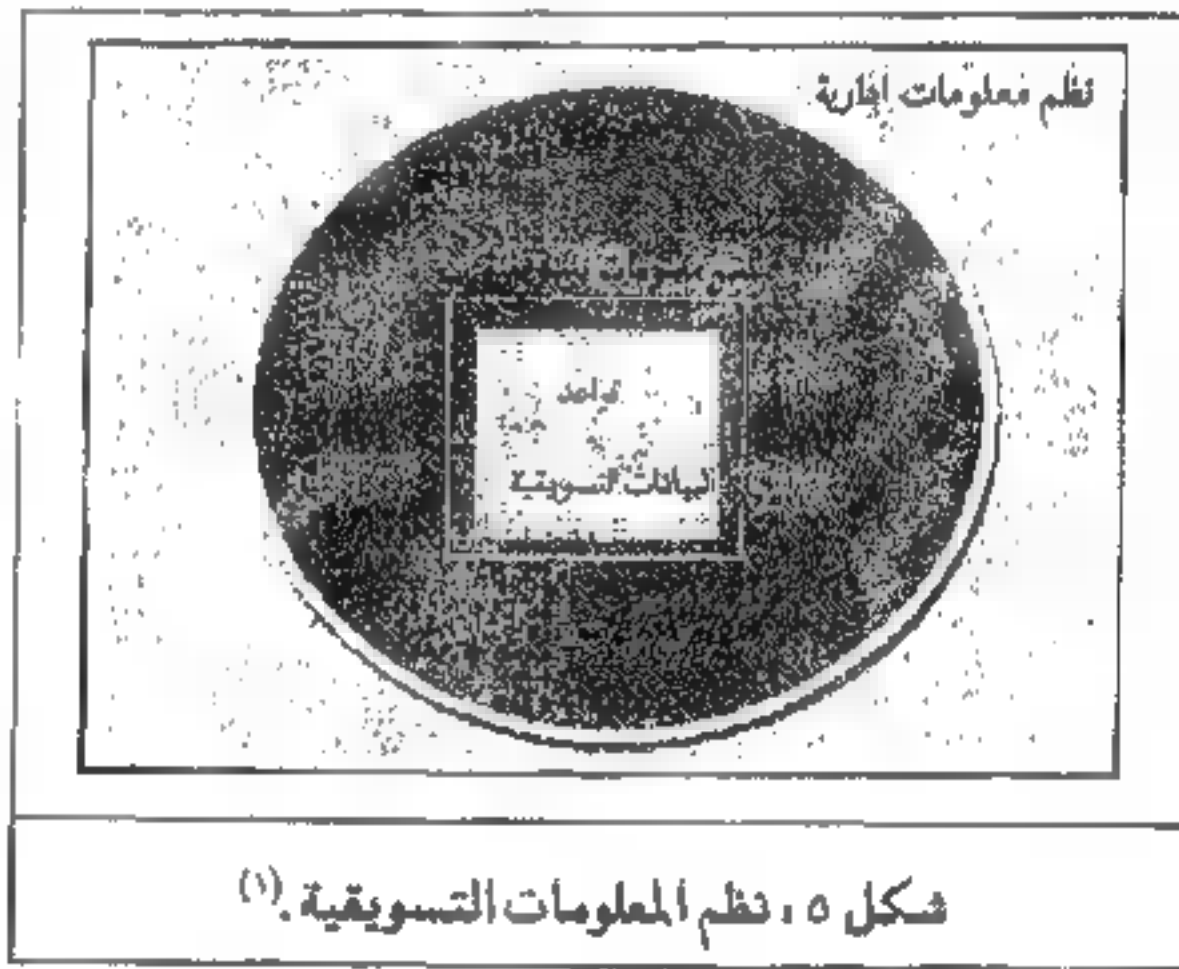 نظم معلومات إدارية
قواعد
البيانات التسويقية
شكل ٥ ، نظم المعلومات التسويقية . (١)